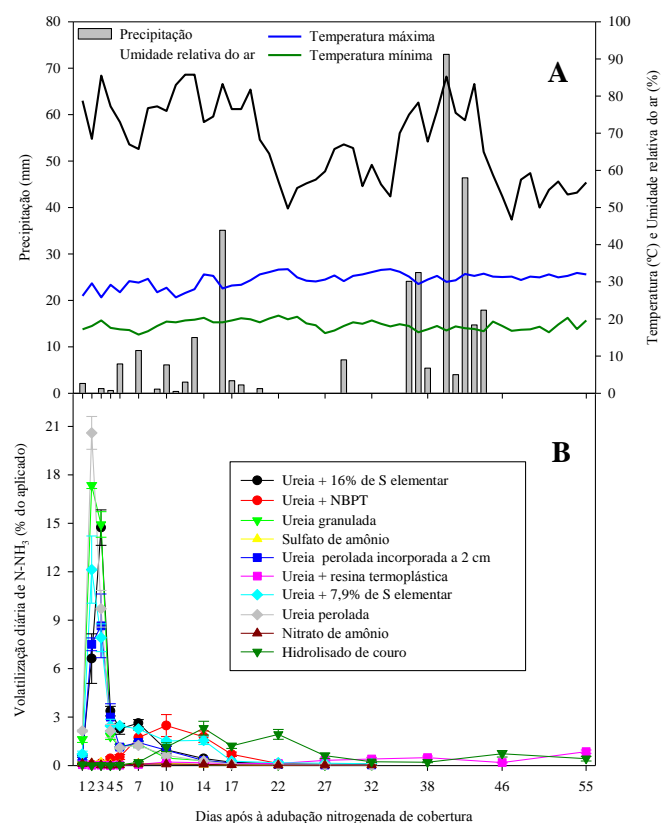 Precipitação
Umidade relativa do ar
Temperatura máxima
Temperatura mínima
A
Precipitação (mm)
80
70
60
50
40
30
20
10
0
Temperatura (ºC) e Umidade relativa do ar (%)
100
90
80
70
60
50
40
30
20
10
0
B
Volatilização diária de N-NH3 (% do aplicado)
21
18
15
12
9
6
3
0
Ureia + 16% de S elementar
Ureia + NBPT
Ureia granulada
Sulfato de amônio
Ureia perolada incorporada a 2 cm
Ureia + resina termoplástica
Ureia + 7,9% de S elementar
Ureia perolada
Nitrato de amônio
Hidrolisado de couro
1 2 3 4 5 7 10 14 17 22 27 32 38 46 55
Dias após à adubação nitrogenada de cobertura